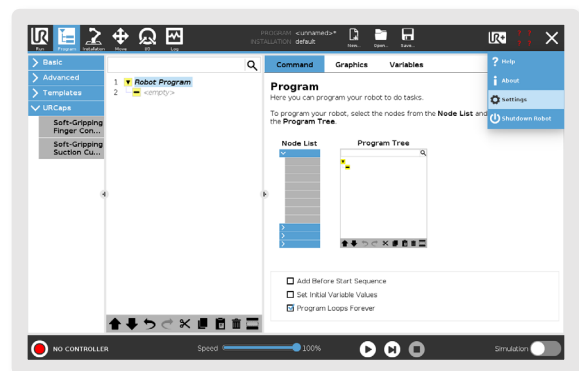 PROGRAM <unnamed>*
INSTALLATION default
Run Program Installation Move I/O Log New... Open... Save...
Basic
Advanced
Templates
URCaps
Soft-Gripping
Finger Con...
Soft-Gripping
Suction Cu...
1 Robot Program
2 <empty>
Command Graphics Variables
Program
Here you can program your robot to do tasks.
To program your robot, select the nodes from the Node List and
the Program Tree.
Node List Program Tree
Add Before Start Sequence
Set Initial Variable Values
Program Loops Forever
Help
About
Settings
Shutdown Robot
NO CONTROLLER
Speed 100%
Simulation